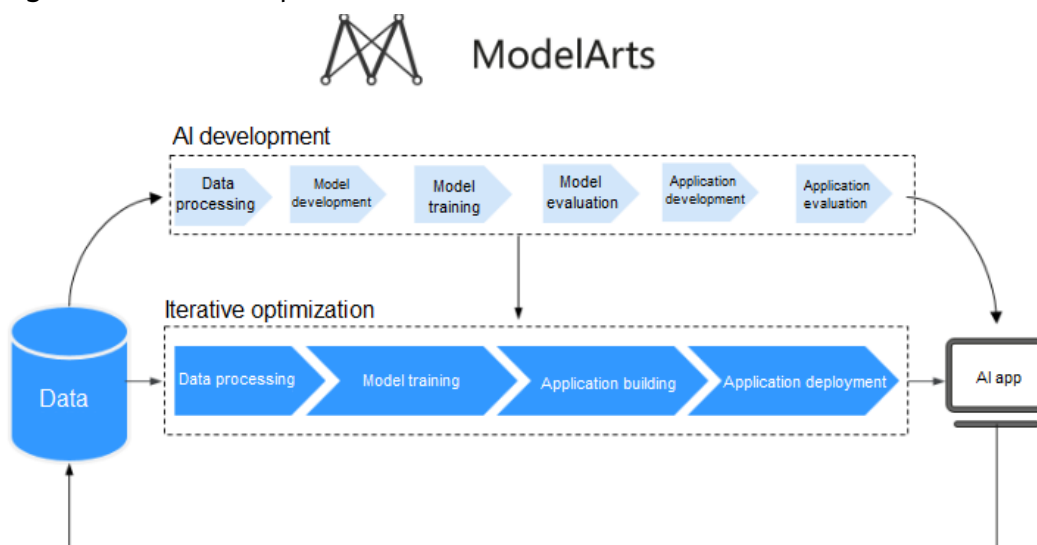 ModelArts
AI development
Data
processing
Model
development
Model
training
Model
evaluation
Application
development
Application
evaluation
Iterative optimization
Data
Data processing
Model training
Application building
Application deployment
AI app